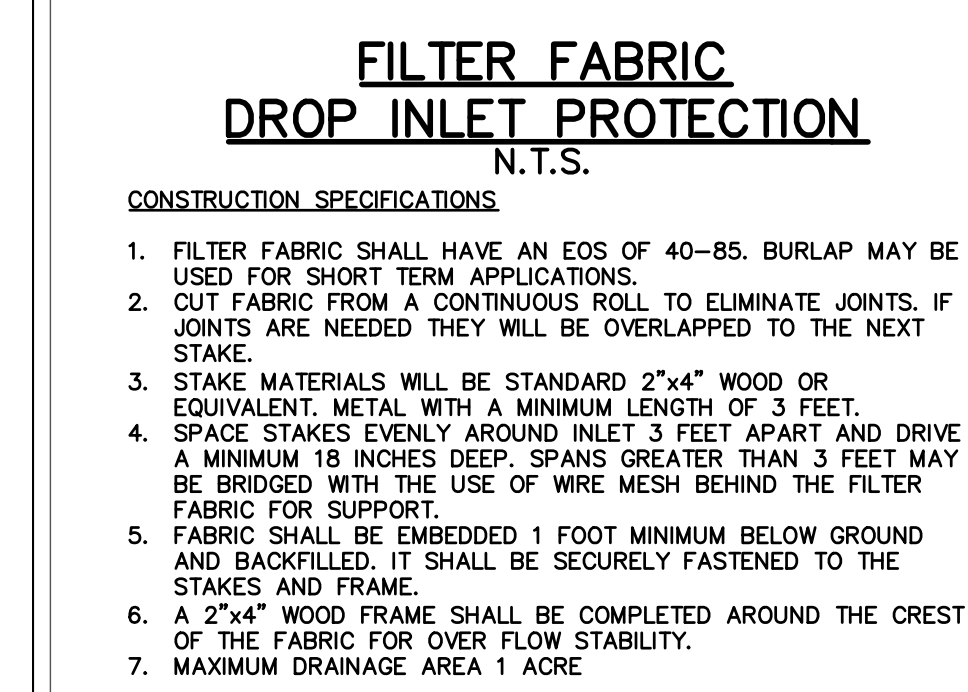 FILTER FABRIC
DROP INLET PROTECTION
N.T.S.
CONSTRUCTION SPECIFICATIONS
1. FILTER FABRIC SHALL HAVE AN EOS OF 40–85. BURLAP MAY BE
USED FOR SHORT TERM APPLICATIONS.
2. CUT FABRIC FROM A CONTINUOUS ROLL TO ELIMINATE JOINTS. IF
JOINTS ARE NEEDED THEY WILL BE OVERLAPPED TO THE NEXT
STAKE.
3. STAKE MATERIALS WILL BE STANDARD 2”x4” WOOD OR
EQUIVALENT. METAL WITH A MINIMUM LENGTH OF 3 FEET.
4. SPACE STAKES EVENLY AROUND INLET 3 FEET APART AND DRIVE
A MINIMUM 18 INCHES DEEP. SPANS GREATER THAN 3 FEET MAY
BE BRIDGED WITH THE USE OF WIRE MESH BEHIND THE FILTER
FABRIC FOR SUPPORT.
5. FABRIC SHALL BE EMBEDDED 1 FOOT MINIMUM BELOW GROUND
AND BACKFILLED. IT SHALL BE SECURELY FASTENED TO THE
STAKES AND FRAME.
6. A 2”x4” WOOD FRAME SHALL BE COMPLETED AROUND THE CREST
OF THE FABRIC FOR OVER FLOW STABILITY.
7. MAXIMUM DRAINAGE AREA 1 ACRE